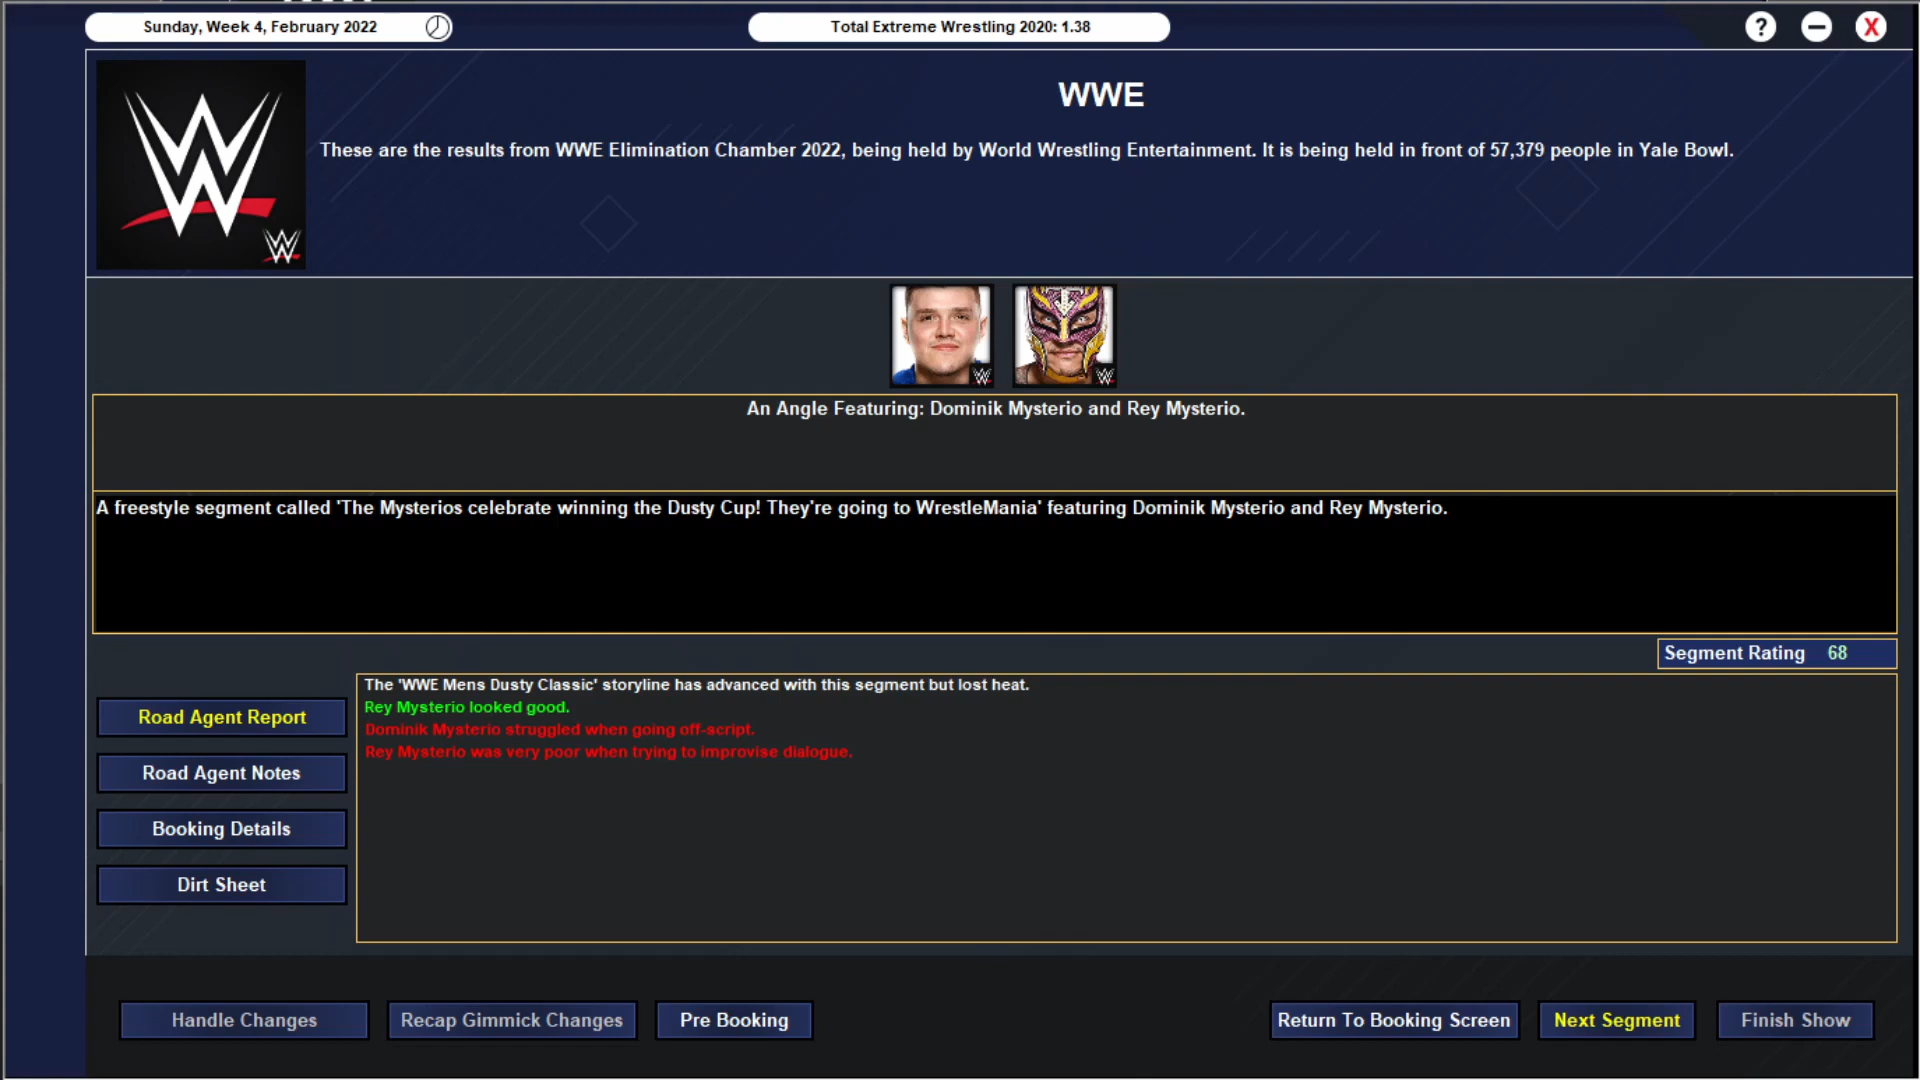 Sunday, Week 4, February 2022
Total Extreme Wrestling 2020: 1.38
?
X
WWE
These are the results from WWE Elimination Chamber 2022, being held by World Wrestling Entertainment. It is being held in front of 57,379 people in Yale Bowl.
An Angle Featuring: Dominik Mysterio and Rey Mysterio.
A freestyle segment called 'The Mysterios celebrate winning the Dusty Cup! They're going to WrestleMania' featuring Dominik Mysterio and Rey Mysterio.
Segment Rating 68
Road Agent Report
Road Agent Notes
Booking Details
Dirt Sheet
The 'WWE Mens Dusty Classic' storyline has advanced with this segment but lost heat.
Rey Mysterio looked good.
Dominik Mysterio struggled when going off-script.
Rey Mysterio was very poor when trying to improvise dialogue.
Handle Changes
Recap Gimmick Changes
Pre Booking
Return To Booking Screen
Next Segment
Finish Show